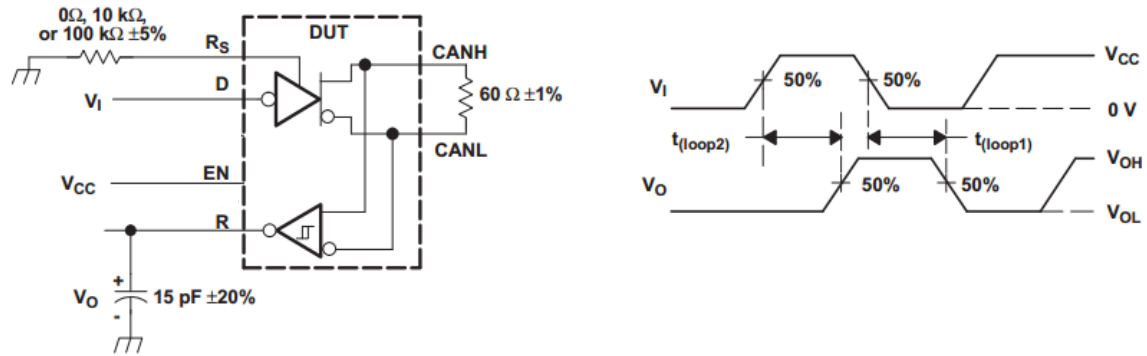 0Ω, 10 kΩ,
or 100 kΩ ±5%
RS
DUT
CANH
D
VI
60 Ω ±1%
CANL
EN
VCC
R
+
VO
15 pF ±20%
-
VCC
50%
50%
VI
0 V
t(loop2)
t(loop1)
VOH
VO
50%
50%
VOL